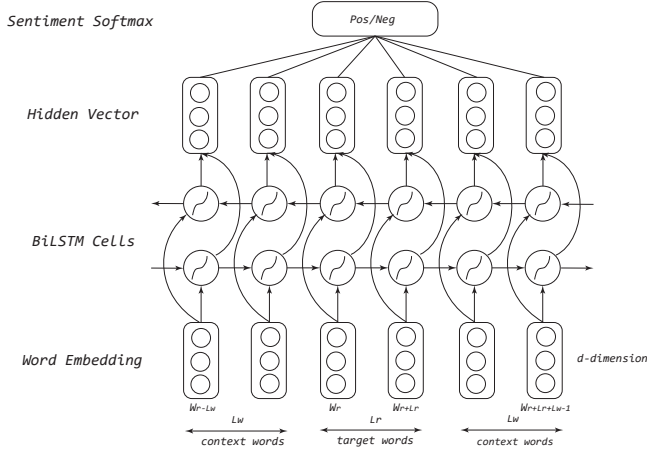 Sentiment Softmax
Pos/Neg
Hidden Vector
BiLSTM Cells
Word Embedding
d-dimension
Wr-Lw Wr Wr+Lr Wr+Lr+Lw-1
Lw Lr Lw
context words target words context words